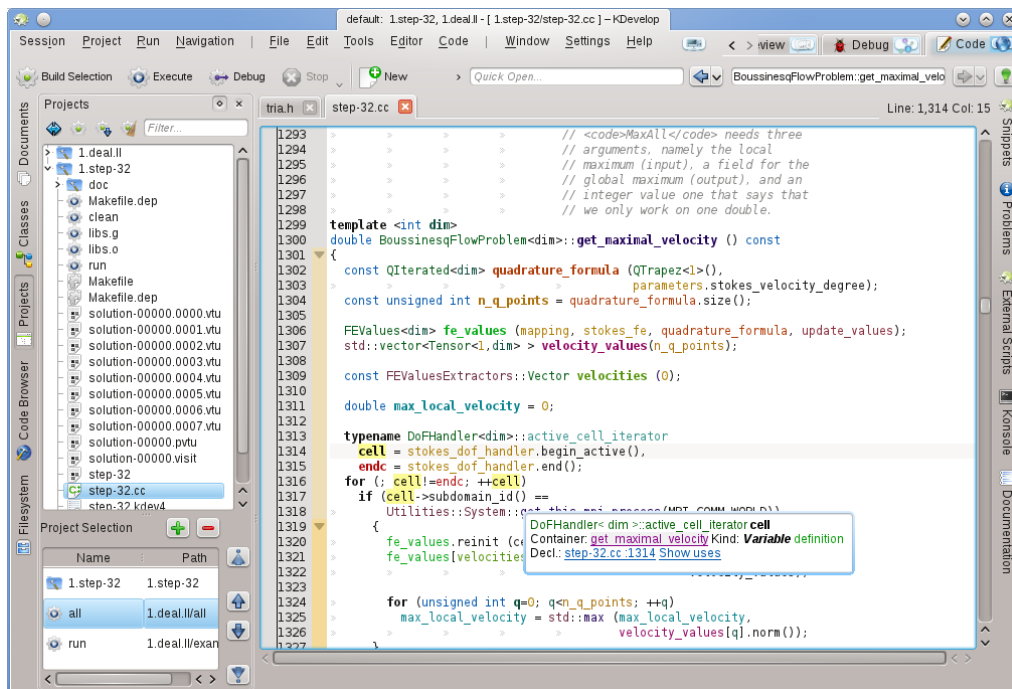 default: 1.step-32, 1.deal.II - [ 1.step-32/step-32.cc ] – KDevelop
Session Project Run Navigation | File Edit Tools Editor Code | Window Settings Help < > Debug Code
Build Selection Execute Debug Stop New > Quick Open... BoussinesqFlowProblem::get_maximal_velo
Projects
tria.h step-32.cc Line: 1,314 Col: 15
Filter...
Documents
Classes
Projects
Code Browser
Filesystem
> 1.deal.II
1.step-32
> doc
Makefile.dep
clean
libs.g
libs.o
run
Makefile
Makefile.dep
solution-00000.0000.vtu
solution-00000.0001.vtu
solution-00000.0002.vtu
solution-00000.0003.vtu
solution-00000.0004.vtu
solution-00000.0005.vtu
solution-00000.0006.vtu
solution-00000.0007.vtu
solution-00000.pvtu
solution-00000.visit
step-32
step-32.cc
step-32.kdev4
Project Selection
Name Path
1.step-32 1.step-32
all 1.deal.II/all
run 1.deal.II/exan
1293 // <code>MaxAll</code> needs three
1294 // arguments, namely the local
1295 // maximum (input), a field for the
1296 // global maximum (output), and an
1297 // integer value one that says that
1298 // we only work on one double.
1299 template <int dim>
1300 double BoussinesqFlowProblem<dim>::get_maximal_velocity () const
1301 {
1302 const QIterated<dim> quadrature_formula (QTrapez<1>(),
1303 parameters.stokes_velocity_degree);
1304 const unsigned int n_q_points = quadrature_formula.size();
1305
1306 FEValues<dim> fe_values (mapping, stokes_fe, quadrature_formula, update_values);
1307 std::vector<Tensor<1,dim> > velocity_values(n_q_points);
1308
1309 const FEValuesExtractors::Vector velocities (0);
1310
1311 double max_local_velocity = 0;
1312
1313 typename DoFHandler<dim>::active_cell_iterator
1314 cell = stokes_dof_handler.begin_active(),
1315 endc = stokes_dof_handler.end();
1316 for (; cell!=endc; ++cell)
1317 if (cell->subdomain_id() ==
1318 Utilities::System::get_this_mpi_process(MPI_COMM_WORLD))
1319 {
1320 fe_values.reinit (ce
1321 fe_values[velocities
1322
1323
1324 for (unsigned int q=0; q<n_q_points; ++q)
1325 max_local_velocity = std::max (max_local_velocity,
1326 velocity_values[q].norm());
1327 }
DoFHandler< dim >::active_cell_iterator cell
Container: get_maximal_velocity Kind: Variable definition
Decl.: step-32.cc :1314 Show uses
Snippets
Problems
External Scripts
Konsole
Documentation